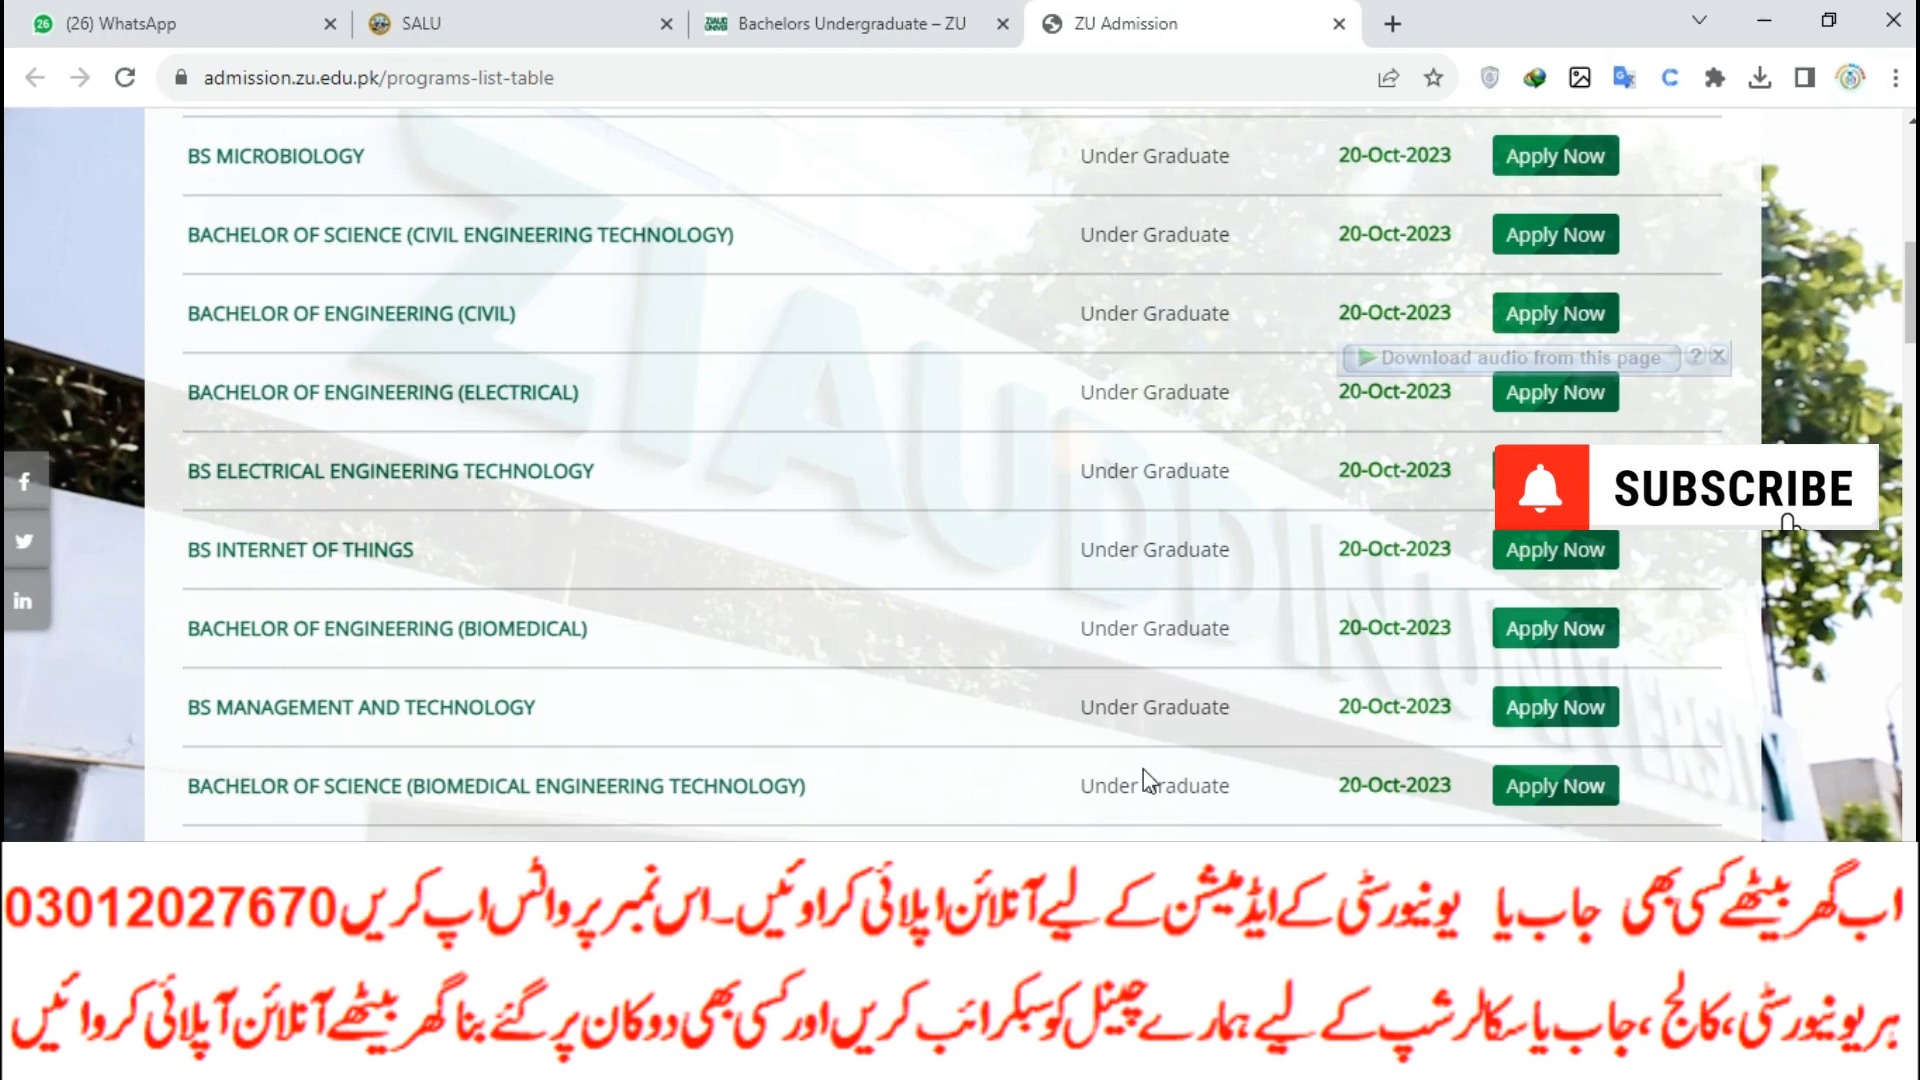 (26) WhatsApp
SALU
Bachelors Undergraduate – ZU
ZU Admission
admission.zu.edu.pk/programs-list-table
BS MICROBIOLOGY Under Graduate 20-Oct-2023 Apply Now
BACHELOR OF SCIENCE (CIVIL ENGINEERING TECHNOLOGY) Under Graduate 20-Oct-2023 Apply Now
BACHELOR OF ENGINEERING (CIVIL) Under Graduate 20-Oct-2023 Apply Now
Download audio from this page ?
BACHELOR OF ENGINEERING (ELECTRICAL) Under Graduate 20-Oct-2023 Apply Now
BS ELECTRICAL ENGINEERING TECHNOLOGY Under Graduate 20-Oct-2023
SUBSCRIBE
BS INTERNET OF THINGS Under Graduate 20-Oct-2023 Apply Now
BACHELOR OF ENGINEERING (BIOMEDICAL) Under Graduate 20-Oct-2023 Apply Now
BS MANAGEMENT AND TECHNOLOGY Under Graduate 20-Oct-2023 Apply Now
BACHELOR OF SCIENCE (BIOMEDICAL ENGINEERING TECHNOLOGY) Under Graduate 20-Oct-2023 Apply Now
ZIAUDDIN UNIVERSITY
اب گھر بیٹھے کسی بھی جاب یا یونیورسٹی کے ایڈمیشن کے لیے آنلائن اپلائی کراوئیں۔اس نمبر پر واٹس اپ کریں 03012027670
ہر یونیورسٹی، کالج ،جاب یا سکالرشپ کے لیے ہمارے چینل کو سبکرائب کریں اور کسی بھی دوکان پر گئے بنا گھر بیٹھے آنلائن آپلائی کروائیں